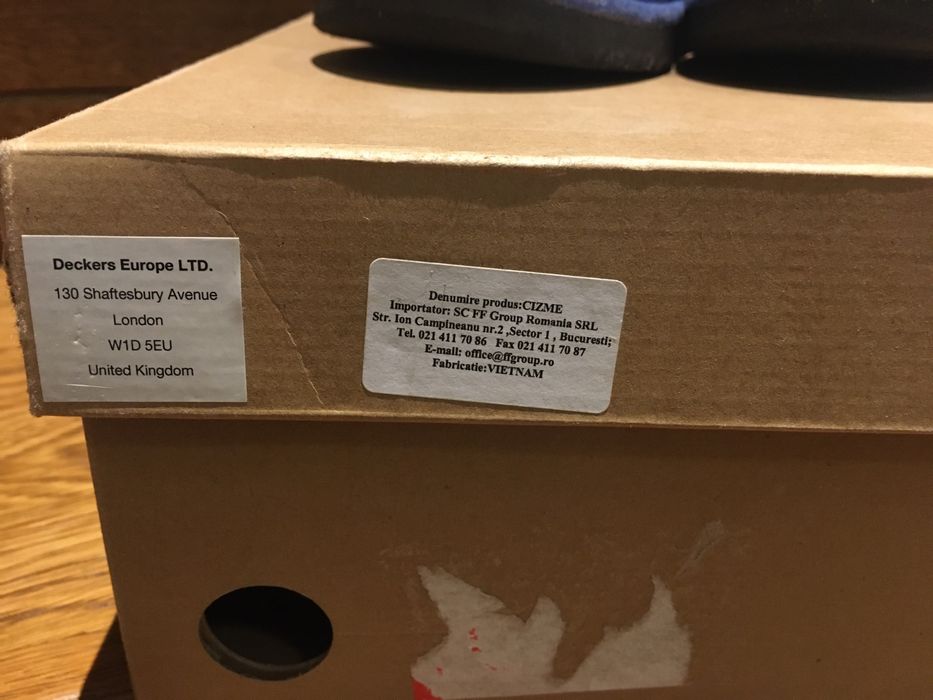 Deckers Europe LTD.
130 Shaftesbury Avenue
London
W1D 5EU
United Kingdom
Denumire produs:CIZME
Importator: SC FF Group Romania SRL
Str. Ion Campineanu nr.2 ,Sector 1 , Bucuresti;
Tel. 021 411 70 86 Fax 021 411 70 87
E-mail: office@ffgroup.ro
Fabricatie:VIETNAM